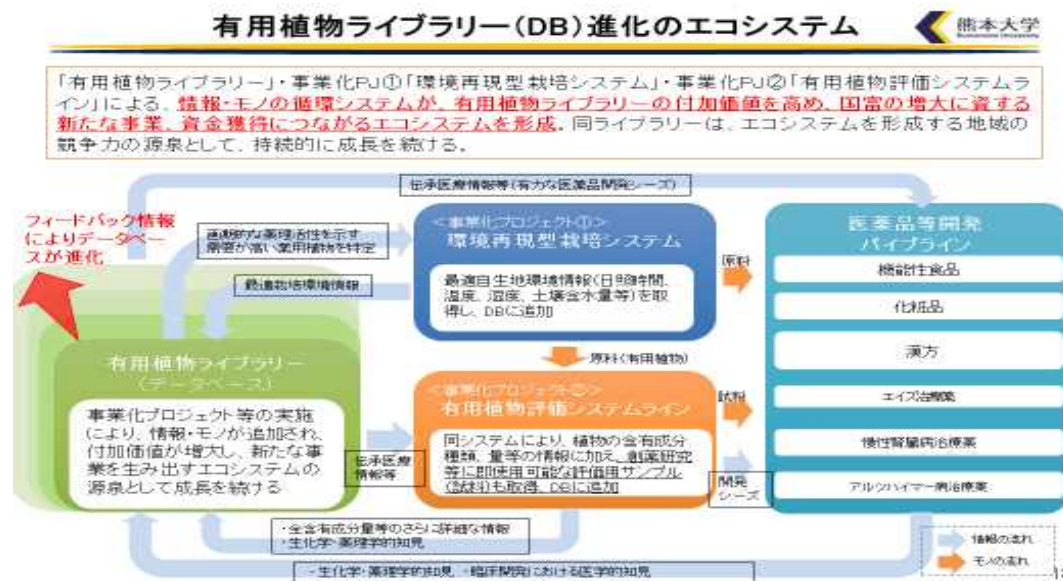 有用植物ライブラリー(DB)進化のエコシステム
熊本大学
「有用植物ライブラリー」・事業化PJ①「環境再現型栽培システム」・事業化PJ②「有用植物評価システムラ
イン」による、情報・モノの循環システムが、有用植物ライブラリーの付加価値を高め、国富の増大に資する
新たな事業、資金獲得につながるエコシステムを形成。同ライブラリーは、エコシステムを形成する地域の
競争力の源泉として、持続的に成長を続ける。
伝承医療情報等(有力な医薬品開発シーズ)
フィードバック情報
によりデータベー
スが進化
画期的な薬理活性を示す
需要が高い薬用植物を特定
最適栽培環境情報
<事業化プロジェクト①>
環境再現型栽培システム
最適自生地環境情報(日照時間、
温度、湿度、土壌含水量等)を取
得し、DBに追加
原料
医薬品等開発
パイプライン
機能性食品
化粧品
漢方
エイズ治療薬
慢性腎臓病治療薬
アルツハイマー病治療薬
原料(有用植物)
有用植物ライブラリー
(データベース)
事業化プロジェクト等の実施
により、情報・モノが追加され、
付加価値が増大し、新たな事
業を生み出すエコシステムの
源泉として成長を続ける
伝承医療
情報等
<事業化プロジェクト②>
有用植物評価システムライン
同システムにより、植物の含有成分
種類、量等の情報に加え、創薬研究
等に即使用可能な評価用サンプル
(試料)も取得、DBに追加
試料
開発
シーズ
・全含有成分量等のさらに詳細な情報
・生化学・薬理学的知見
・生化学・薬理学的知見 ・臨床開発における医学的知見
情報の流れ
モノの流れ